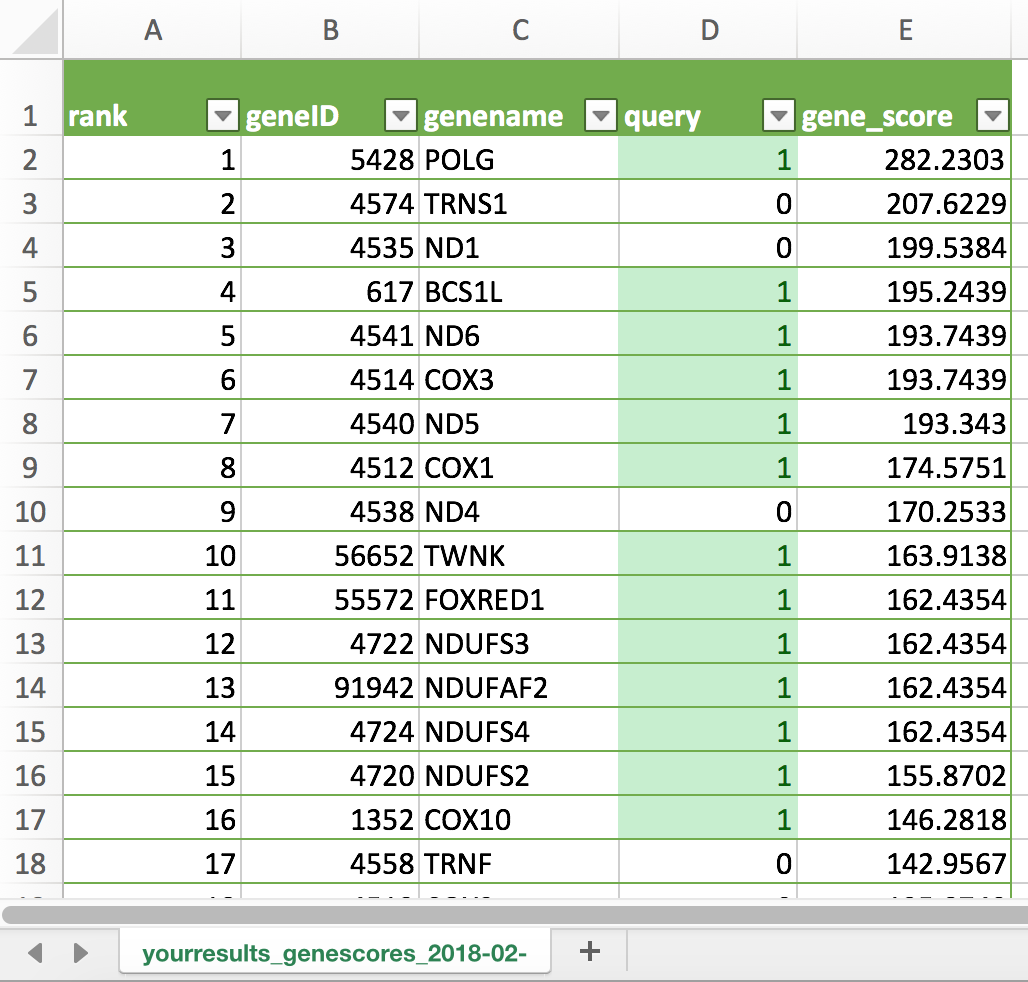 A B C D E
1 rank geneID genename query gene_score
2 1 5428 POLG 1 282.2303
3 2 4574 TRNS1 0 207.6229
4 3 4535 ND1 0 199.5384
5 4 617 BCS1L 1 195.2439
6 5 4541 ND6 1 193.7439
7 6 4514 COX3 1 193.7439
8 7 4540 ND5 1 193.343
9 8 4512 COX1 1 174.5751
10 9 4538 ND4 0 170.2533
11 10 56652 TWNK 1 163.9138
12 11 55572 FOXRED1 1 162.4354
13 12 4722 NDUFS3 1 162.4354
14 13 91942 NDUFAF2 1 162.4354
15 14 4724 NDUFS4 1 162.4354
16 15 4720 NDUFS2 1 155.8702
17 16 1352 COX10 1 146.2818
18 17 4558 TRNF 0 142.9567
yourresults_genescores_2018-02- +